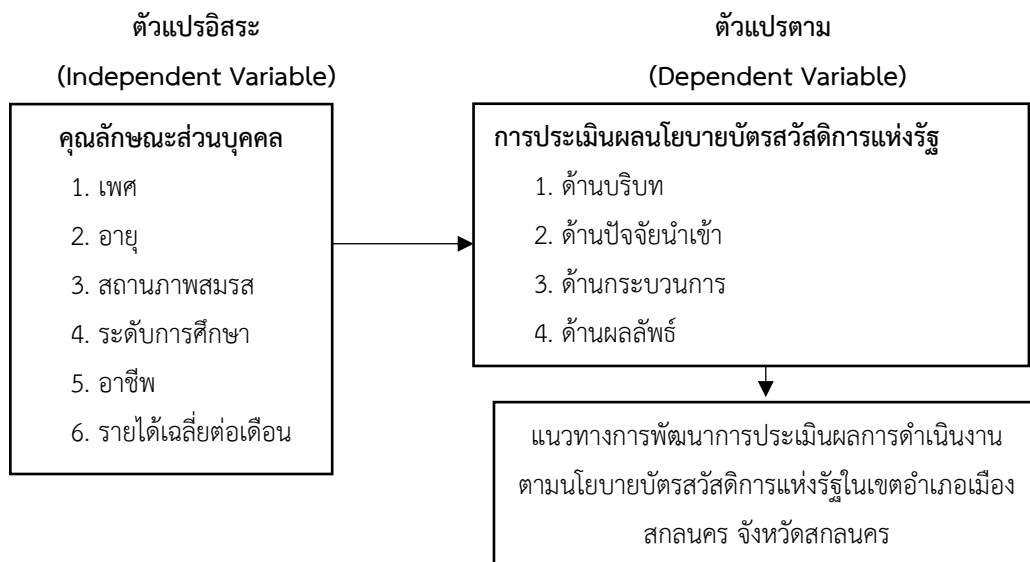 ตัวแปรอิสระ
(Independent Variable)
คุณลักษณะส่วนบุคคล
1. เพศ
2. อายุ
3. สถานภาพสมรส
4. ระดับการศึกษา
5. อาชีพ
6. รายได้เฉลี่ยต่อเดือน
ตัวแปรตาม
(Dependent Variable)
การประเมินผลนโยบายบัตรสวัสดิการแห่งรัฐ
1. ด้านบริบท
2. ด้านปัจจัยนำเข้า
3. ด้านกระบวนการ
4. ด้านผลลัพธ์
แนวทางการพัฒนาการประเมินผลการดำเนินงาน
ตามนโยบายบัตรสวัสดิการแห่งรัฐในเขตอำเภอเมือง
สกลนคร จังหวัดสกลนคร